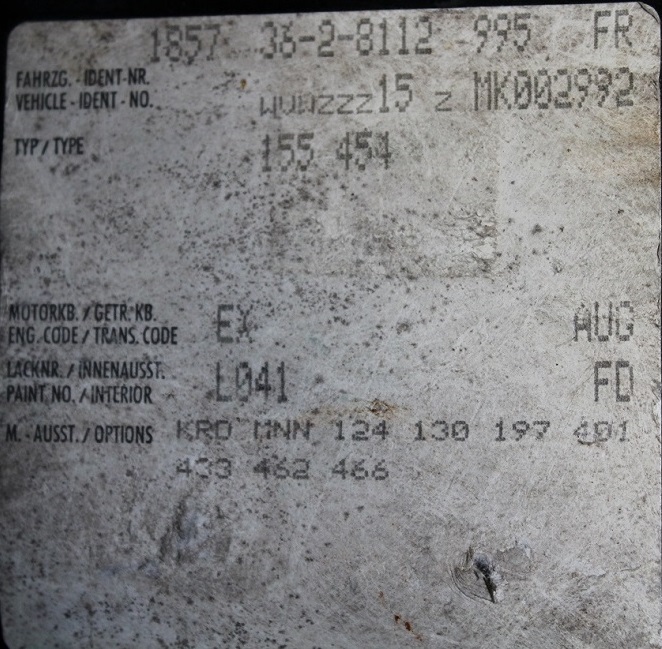 1857 36-2-8112 995 FR
FAHRZG. - IDENT-NR.
VEHICLE - IDENT - NO. WVWZZZ15 Z MK002992
TYP / TYPE 155 454
MOTORKB. / GETR. KB.
ENG. CODE / TRANS. CODE EX AUG
LACKNR. / INNENAUSST.
PAINT. NO. / INTERIOR L041 FD
M. - AUSST. / OPTIONS KRD MNN 124 130 197 401
433 462 466